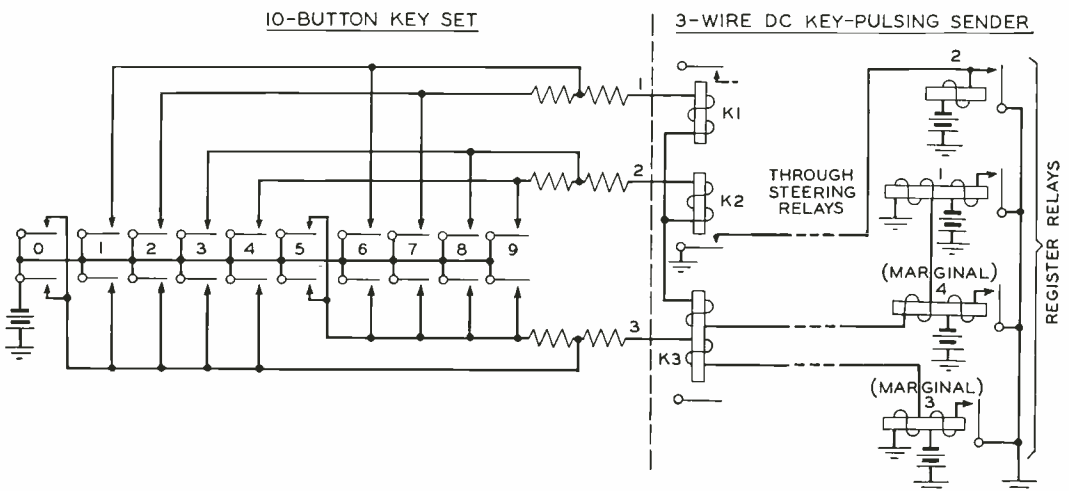 10-BUTTON KEY SET
3-WIRE DC KEY-PULSING SENDER
1
K1
2
K2
3
K3
0 1 2 3 4 5 6 7 8 9
THROUGH
STEERING
RELAYS
2
1
(MARGINAL)
4
(MARGINAL)
3
REGISTER RELAYS